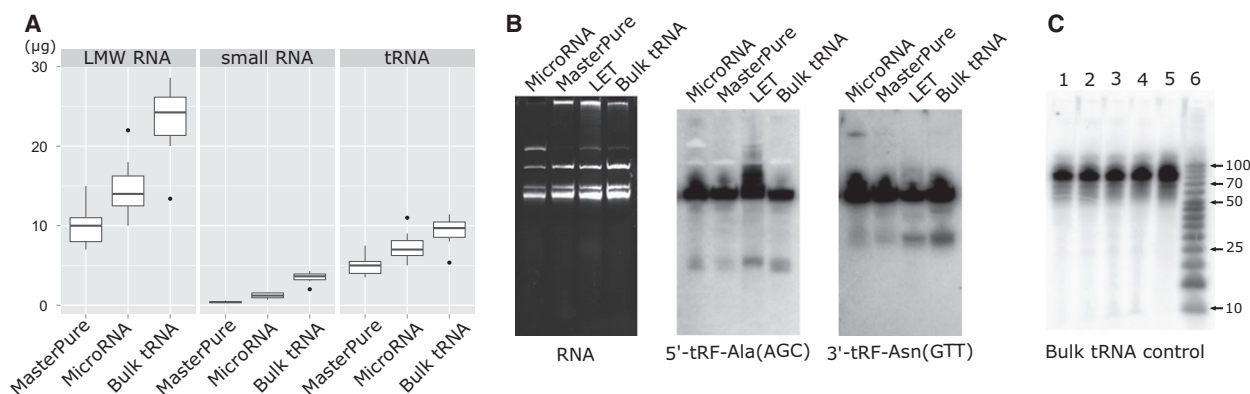 A
(µg)
LMW RNA small RNA tRNA
30
20
10
0
MasterPure MicroRNA Bulk tRNA MasterPure MicroRNA Bulk tRNA MasterPure MicroRNA Bulk tRNA
B
MicroRNA MasterPure LET Bulk tRNA
RNA
MicroRNA MasterPure LET Bulk tRNA
5'-tRF-Ala(AGC)
MicroRNA MasterPure LET Bulk tRNA
3'-tRF-Asn(GTT)
C
1 2 3 4 5 6
100
70
50
25
10
Bulk tRNA control